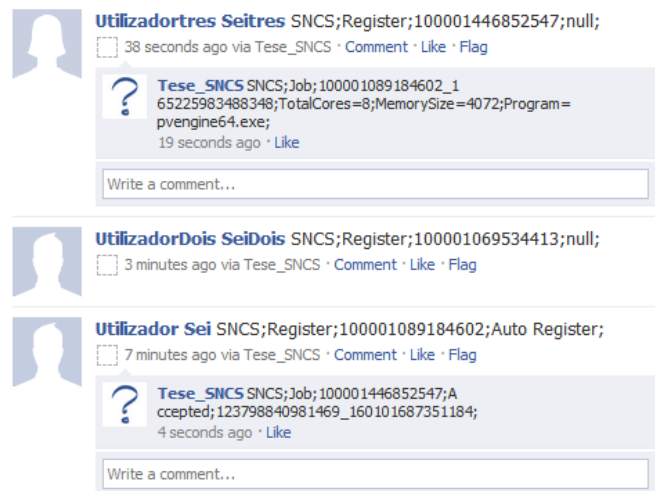 Utilizadortres Seitres SNCS;Register;100001446852547;null;
38 seconds ago via Tese_SNCS · Comment · Like · Flag
Tese_SNCS SNCS;Job;100001089184602_1
65225983488348;TotalCores=8;MemorySize=4072;Program=
pvengine64.exe;
19 seconds ago · Like
Write a comment...
UtilizadorDois SeiDois SNCS;Register;100001069534413;null;
3 minutes ago via Tese_SNCS · Comment · Like · Flag
Utilizador Sei SNCS;Register;100001089184602;Auto Register;
7 minutes ago via Tese_SNCS · Comment · Like · Flag
Tese_SNCS SNCS;Job;100001446852547;A
ccepted;123798840981469_160101687351184;
4 seconds ago · Like
Write a comment...